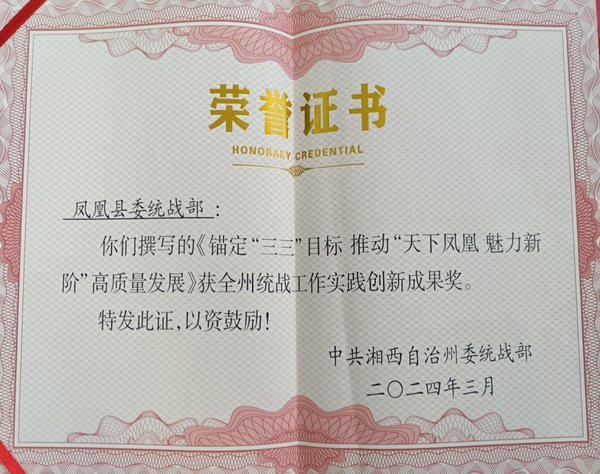 荣誉证书
HONORARY CREDENTIAL
凤凰县委统战部：
你们撰写的《锚定“三三”目标 推动“天下凤凰 魅力新
阶”高质量发展》获全州统战工作实践创新成果奖。
特发此证，以资鼓励！
中共湘西自治州委统战部
二〇二四年三月